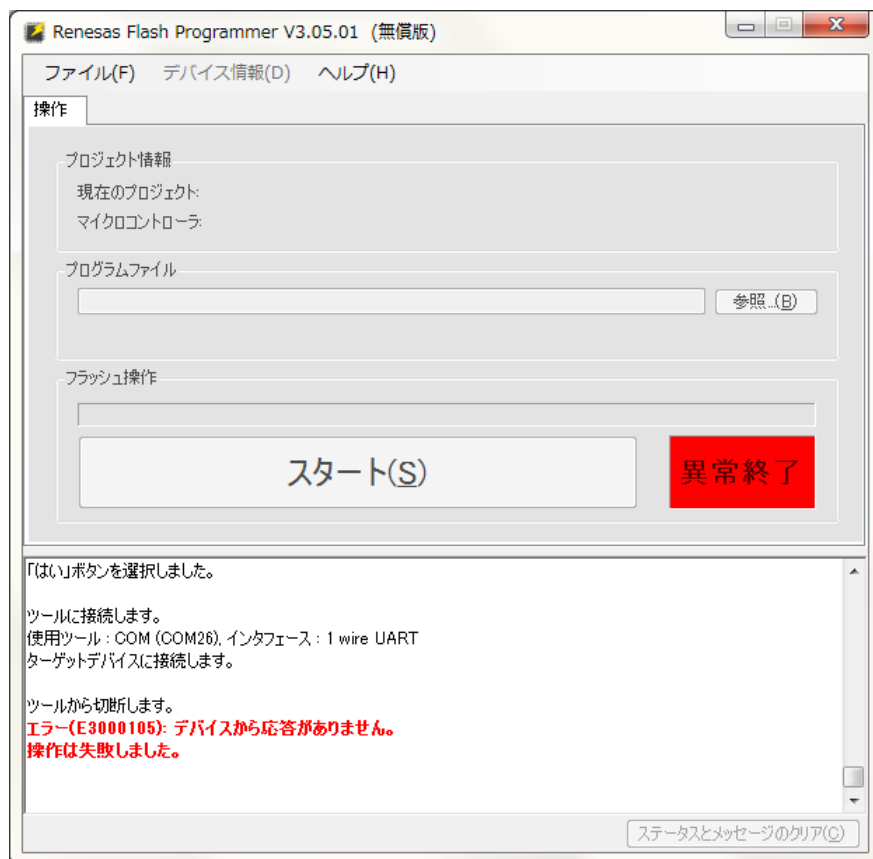 Renesas Flash Programmer V3.05.01 (無償版)
ファイル(F) デバイス情報(D) ヘルプ(H)
操作
プロジェクト情報
現在のプロジェクト:
マイクロコントローラ:
プログラムファイル
参照...(B)
フラッシュ操作
スタート(S)
異常終了
「はい」ボタンを選択しました。
ツールに接続します。
使用ツール : COM (COM26), インタフェース : 1 wire UART
ターゲットデバイスに接続します。
ツールから切断します。
エラー(E3000105): デバイスから応答がありません。
操作は失敗しました。
ステータスとメッセージのクリア(C)